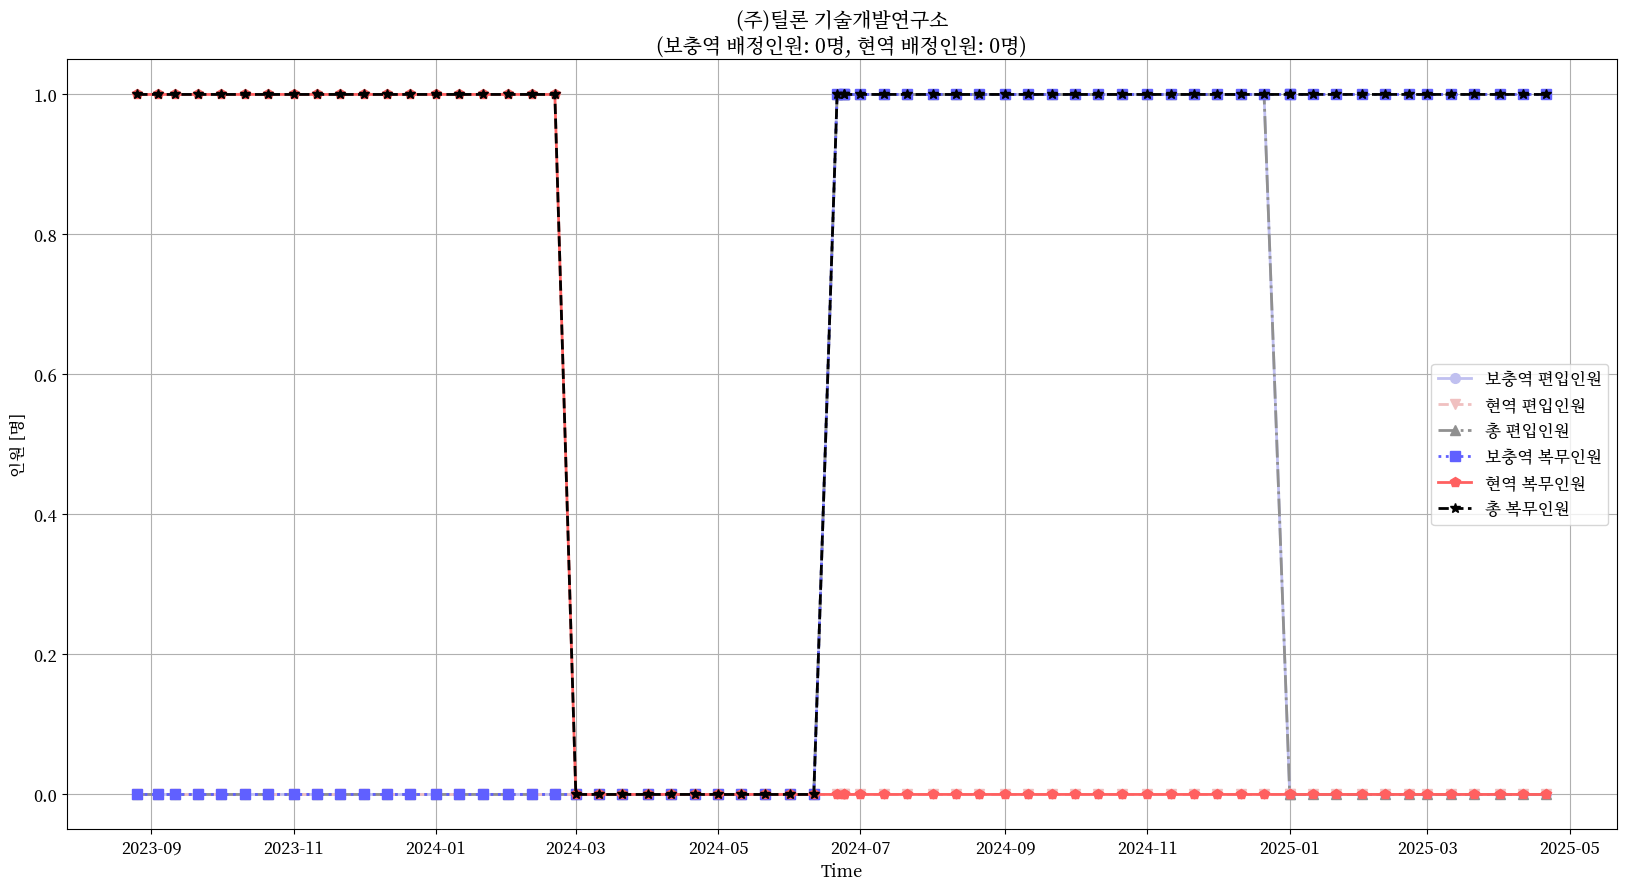 (주)틸론 기술개발연구소
(보충역 배정인원: 0명, 현역 배정인원: 0명)
인원 [명]
1.0
0.8
0.6
0.4
0.2
0.0
보충역 편입인원
현역 편입인원
총 편입인원
보충역 복무인원
현역 복무인원
총 복무인원
2023-09
2023-11
2024-01
2024-03
2024-05
2024-07
2024-09
2024-11
2025-01
2025-03
2025-05
Time